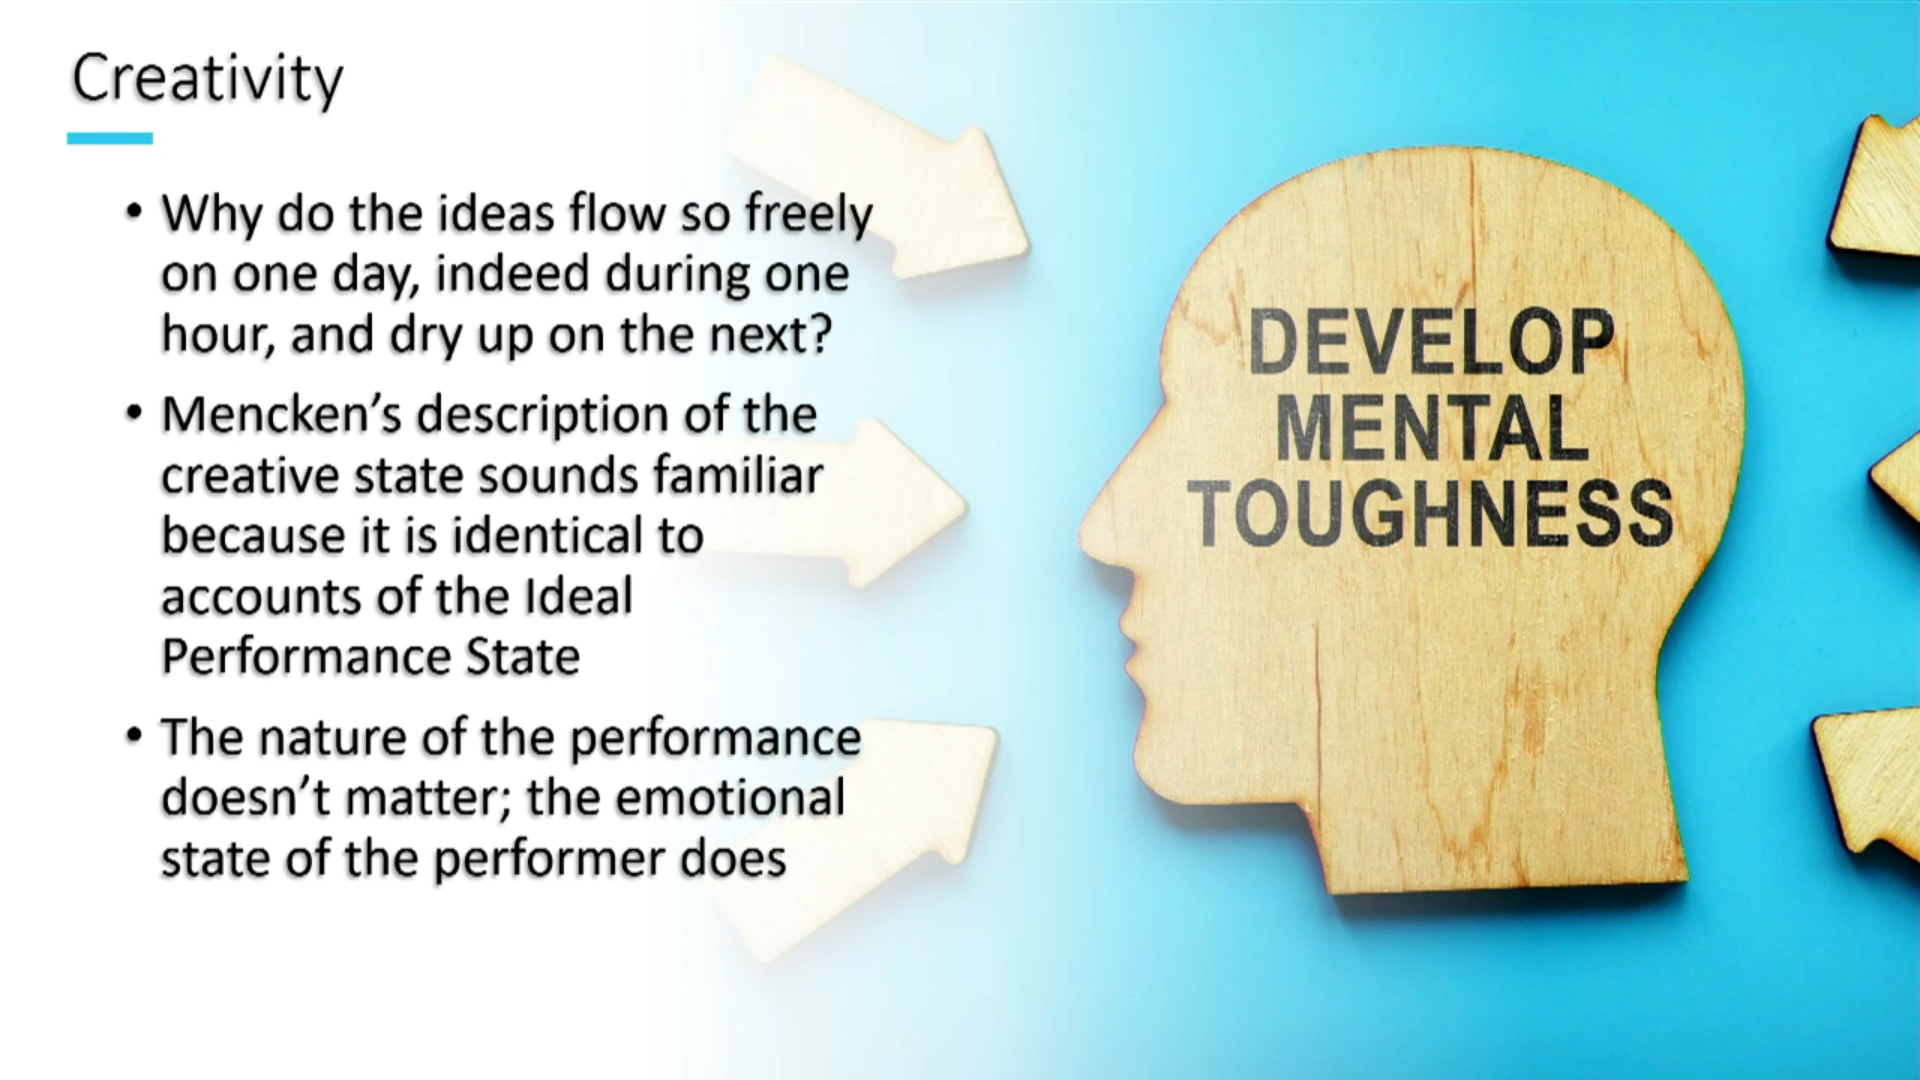 Creativity
• Why do the ideas flow so freely
on one day, indeed during one
hour, and dry up on the next?
• Mencken’s description of the
creative state sounds familiar
because it is identical to
accounts of the Ideal
Performance State
• The nature of the performance
doesn’t matter; the emotional
state of the performer does
DEVELOP
MENTAL
TOUGHNESS